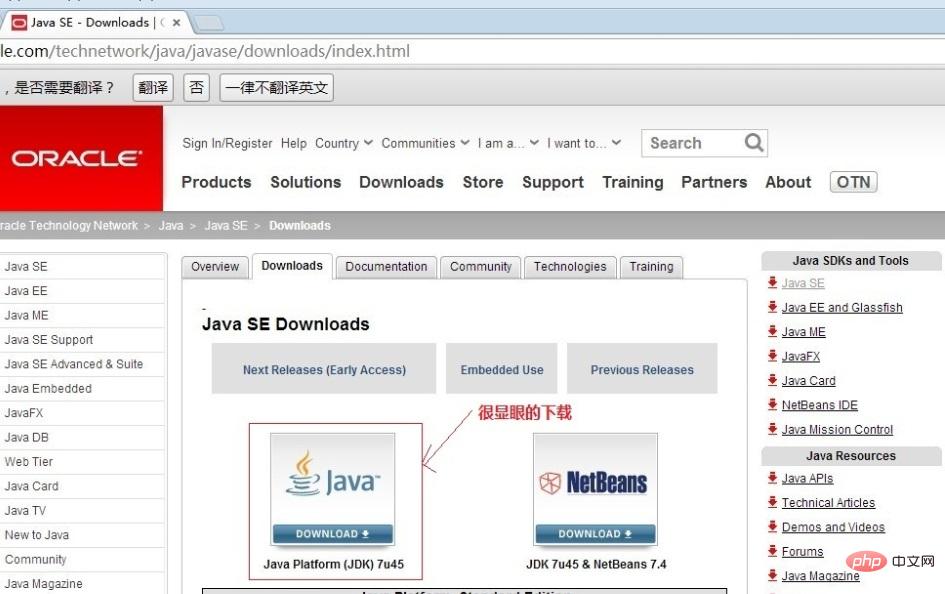 Java SE - Downloads |
le.com/technetwork/java/javase/downloads/index.html
，是否需要翻译？ 翻译 否 一律不翻译英文
ORACLE
Sign In/Register Help Country Communities I am a... I want to... Search
Products Solutions Downloads Store Support Training Partners About OTN
racle Technology Network > Java > Java SE > Downloads
Java SE
Java EE
Java ME
Java SE Support
Java SE Advanced & Suite
Java Embedded
JavaFX
Java DB
Web Tier
Java Card
Java TV
New to Java
Community
Java Magazine
Overview Downloads Documentation Community Technologies Training
Java SE Downloads
Next Releases (Early Access) Embedded Use Previous Releases
很显眼的下载
Java™ NetBeans
DOWNLOAD DOWNLOAD
Java Platform (JDK) 7u45 JDK 7u45 & NetBeans 7.4
Java SDKs and Tools
Java SE
Java EE and Glassfish
Java ME
JavaFX
Java Card
NetBeans IDE
Java Mission Control
Java Resources
Java APIs
Technical Articles
Demos and Videos
Forums
Java Magazine
php 中文网